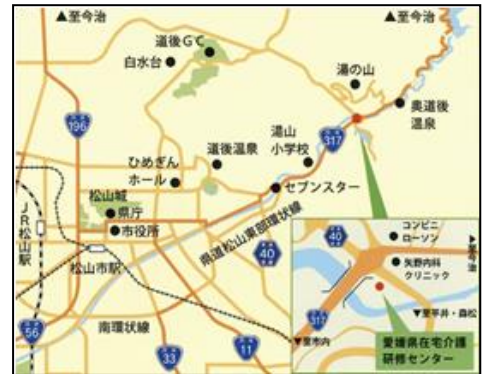 ▲至今治
▲至今治
道後GC
白水台
湯の山
奥道後
温泉
196
317
湯山
小学校
道後温泉
ひめぎん
ホール
セブンスター
松山城
県庁
市役所
県道松山東部環状線
JR松山駅
松山市駅
40
南環状線
56
33
11
40
コンビニ
ローソン
▲至今治
矢野内科
クリニック
317
▼至平井・森松
▼至市内
愛媛県在宅介護
研修センター